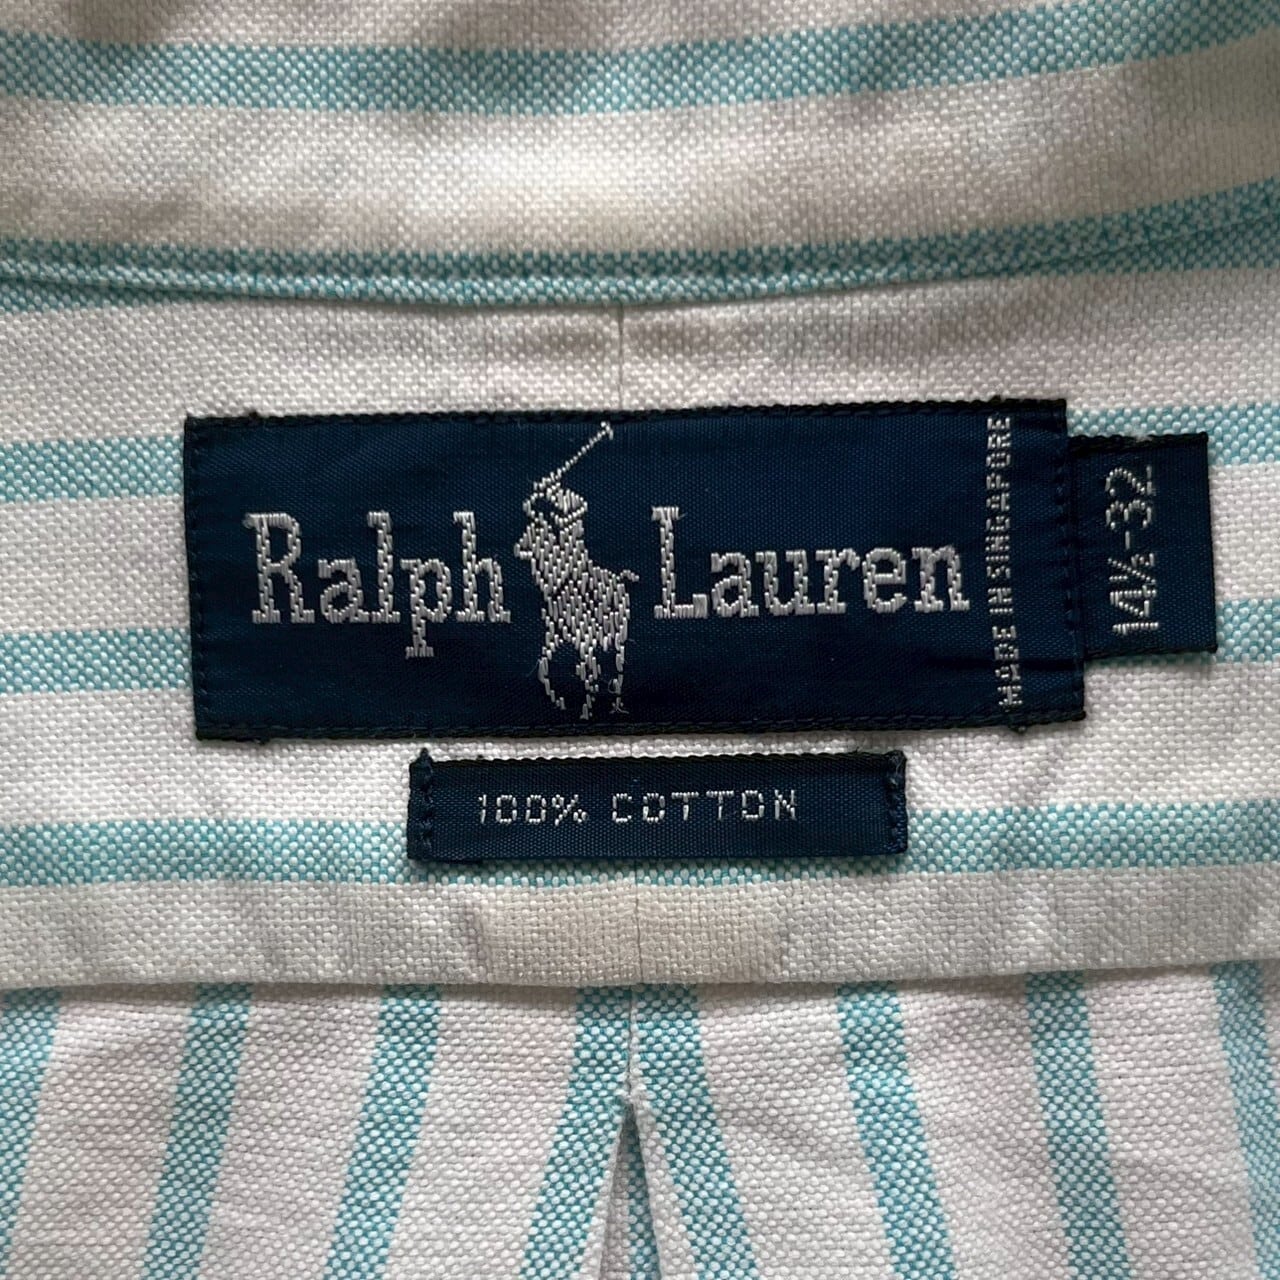 Ralph Lauren
MADE IN SINGAPORE
14½-32
100% COTTON